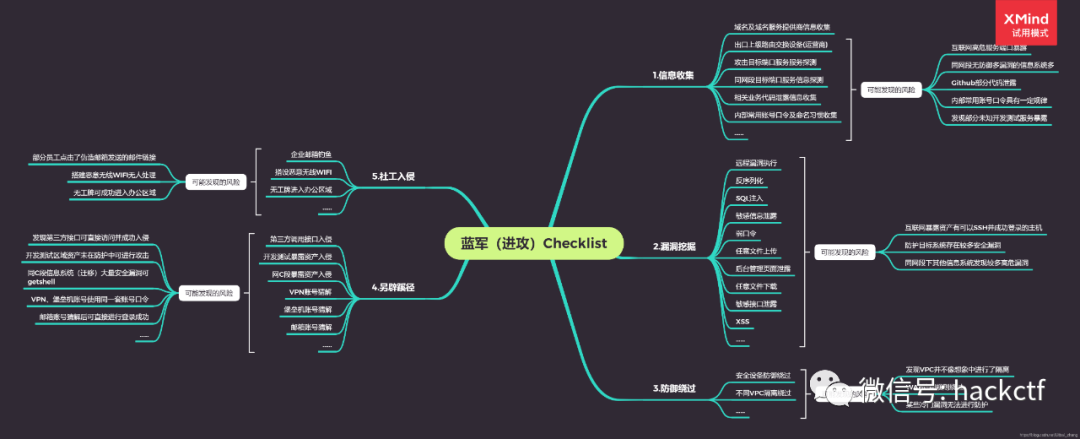 XMind
试用模式
蓝军（进攻）Checklist
1.信息收集
域名及域名服务提供商信息收集
出口上级路由交换设备(运营商)
攻击目标端口服务服务探测
同网段目标端口服务信息探测
相关业务代码泄露信息收集
内部常用账号口令及命名习惯收集
......
可能发现的风险
互联网高危服务端口暴露
同网段无防御多漏洞的信息系统多
Github部分代码泄露
内部常用账号口令具有一定规律
发现部分未知开发测试服务暴露
2.漏洞挖掘
远程漏洞执行
反序列化
SQL注入
敏感信息泄露
弱口令
任意文件上传
后台管理页面泄露
任意文件下载
敏感接口泄露
XSS
......
可能发现的风险
互联网暴露资产有可以SSH并成功登录的主机
防护目标系统存在较多安全漏洞
同网段下其他信息系统发现较多高危漏洞
3.防御绕过
安全设备防御绕过
不同VPC隔离绕过
......
发现VPC并不像想象中进行了隔离
某些冷门漏洞无法进行防护
4.另辟蹊径
第三方调用接口入侵
开发测试暴露资产入侵
同C段暴露资产入侵
VPN账号猜解
堡垒机账号猜解
邮箱账号猜解
......
可能发现的风险
发现第三方接口可直接访问并成功入侵
开发测试区域资产未在防护中可进行攻击
同C段信息系统（迁移）大量安全漏洞可
getshell
VPN、堡垒机账号使用同一套账号口令
邮箱账号猜解后可直接进行登录成功
......
5.社工入侵
企业邮箱钓鱼
搭设恶意无线WIFI
无工牌进入办公区域
......
可能发现的风险
部分员工点击了伪造邮箱发送的邮件链接
搭建恶意无线WIFI无人处理
无工牌可成功进入办公区域
微信号: hackctf